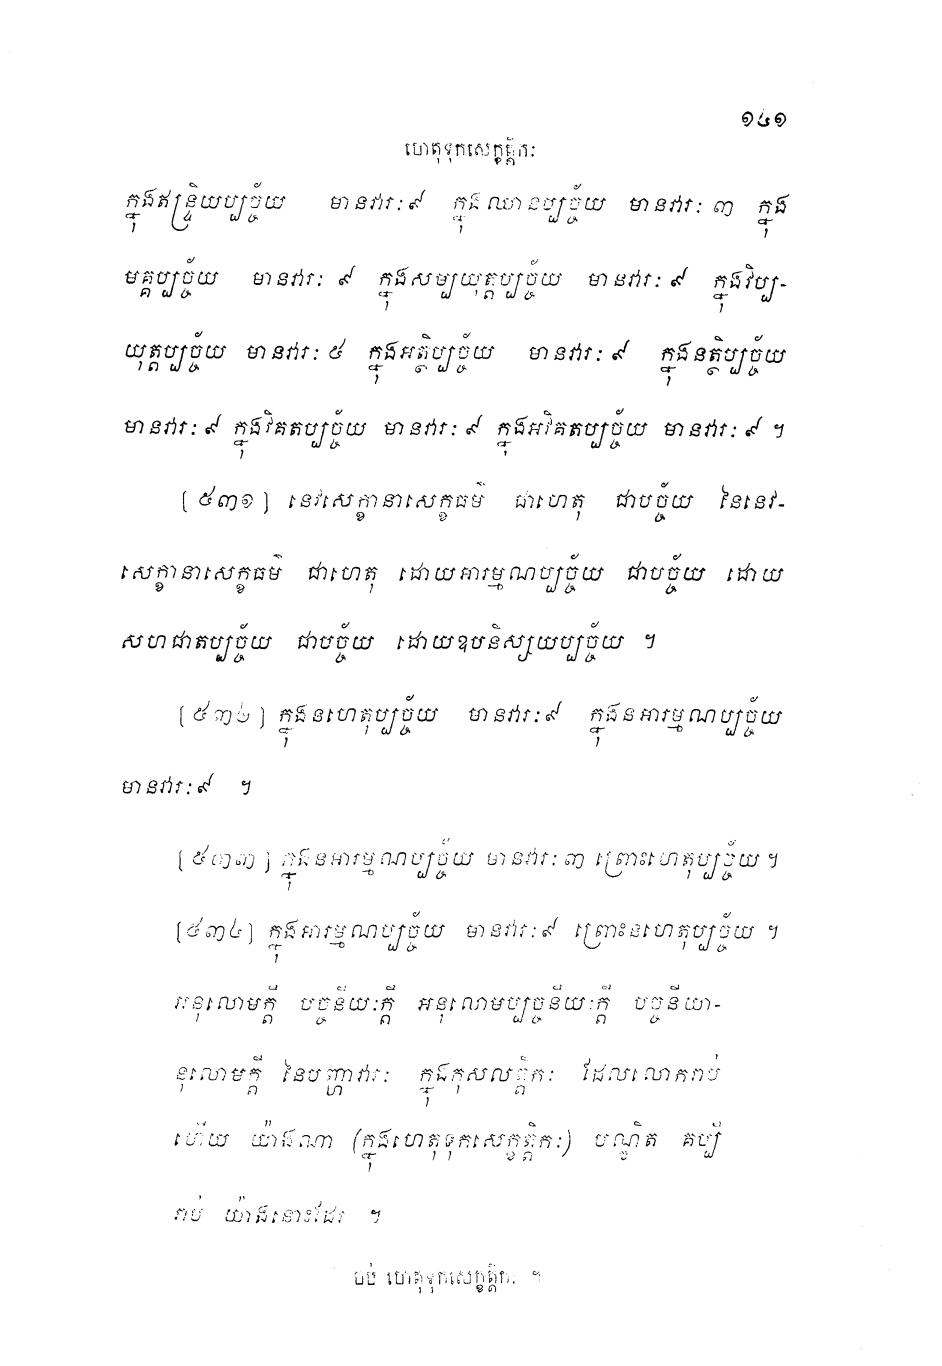 ១៤១
ហេតុទុកសេក្ខត្តិកៈ
ក្នុងឥន្ទ្រិយប្បច្ច័យ មានវារៈ ៩ ក្នុងឈានប្បច្ច័យ មានវារៈ ៣ ក្នុង
មគ្គប្បច្ច័យ មានវារៈ ៩ ក្នុងសម្បយុត្តប្បច្ច័យ មានវារៈ ៩ ក្នុងវិប្ប-
យុត្តប្បច្ច័យ មានវារៈ ៥ ក្នុងអត្ថិប្បច្ច័យ មានវារៈ ៩ ក្នុងនត្ថិប្បច្ច័យ
មានវារៈ ៩ ក្នុងវិគតប្បច្ច័យ មានវារៈ ៩ ក្នុងអវិគតប្បច្ច័យ មានវារៈ ៩ ។
[៥៣១] នេវសេក្ខានាសេក្ខធម៌ ជាហេតុ ជាបច្ច័យ នៃនេវ-
សេក្ខានាសេក្ខធម៌ ជាហេតុ ដោយអារម្មណប្បច្ច័យ ជាបច្ច័យ ដោយ
សហជាតប្បច្ច័យ ជាបច្ច័យ ដោយឧបនិស្សយប្បច្ច័យ ។
[៥៣២] ក្នុងនហេតុប្បច្ច័យ មានវារៈ ៩ ក្នុងនអារម្មណប្បច្ច័យ
មានវារៈ ៩ ។
[៥៣៣] ក្នុងនអារម្មណប្បច្ច័យ មានវារៈ ៣ ព្រោះហេតុប្បច្ច័យ ។
[៥៣៤] ក្នុងអារម្មណប្បច្ច័យ មានវារៈ ៩ ព្រោះនហេតុប្បច្ច័យ ។
អនុលោមក្តី បច្ចនីយៈក្តី អនុលោមប្បច្ចនីយៈក្តី បច្ចនីយា-
នុលោមក្តី នៃបញ្ហាវារៈ ក្នុងកុសលត្តិកៈ ដែលលោករាប់
ហើយ យ៉ាងណា (ក្នុងហេតុទុកសេក្ខត្តិកៈ) បណ្ឌិត គប្បី
រាប់ យ៉ាងនោះដែរ ។
ចប់ ហេតុទុកសេក្ខត្តិកៈ ។